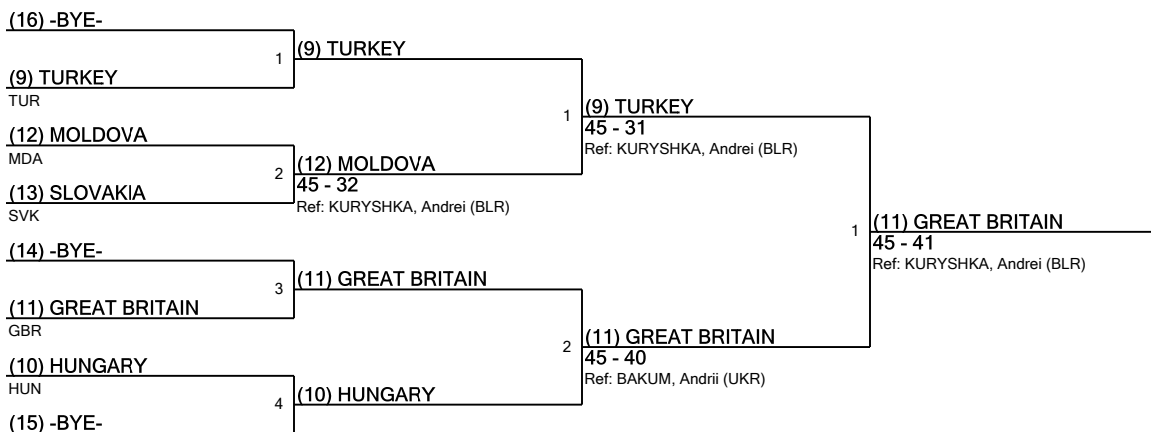 (16) -BYE-
1
(9) TURKEY
(9) TURKEY
TUR
1
(9) TURKEY
45 - 31
Ref: KURYSHKA, Andrei (BLR)
(12) MOLDOVA
MDA
2
(12) MOLDOVA
45 - 32
Ref: KURYSHKA, Andrei (BLR)
(13) SLOVAKIA
SVK
1
(11) GREAT BRITAIN
45 - 41
Ref: KURYSHKA, Andrei (BLR)
(14) -BYE-
3
(11) GREAT BRITAIN
(11) GREAT BRITAIN
GBR
2
(11) GREAT BRITAIN
45 - 40
Ref: BAKUM, Andrii (UKR)
(10) HUNGARY
HUN
4
(10) HUNGARY
(15) -BYE-